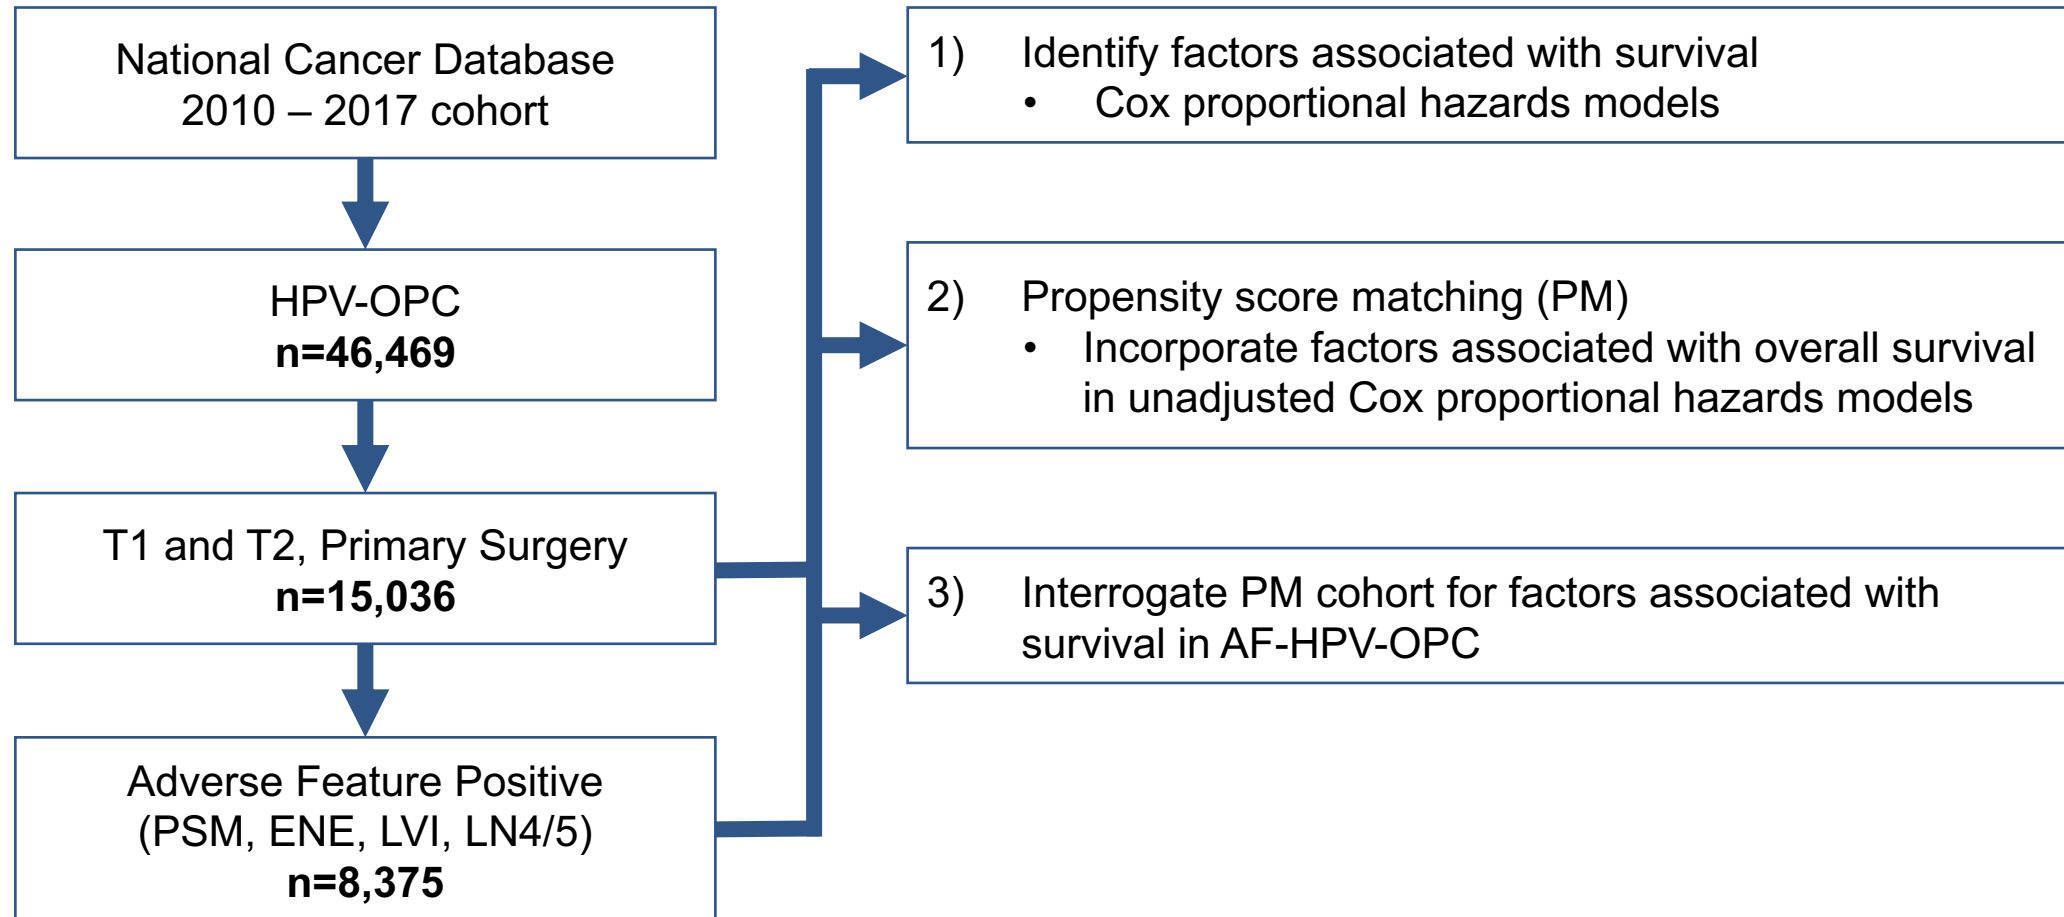 National Cancer Database
2010 – 2017 cohort
HPV-OPC
n=46,469
T1 and T2, Primary Surgery
n=15,036
Adverse Feature Positive
(PSM, ENE, LVI, LN4/5)
n=8,375
1) Identify factors associated with survival
• Cox proportional hazards models
2) Propensity score matching (PM)
• Incorporate factors associated with overall survival
in unadjusted Cox proportional hazards models
3) Interrogate PM cohort for factors associated with
survival in AF-HPV-OPC